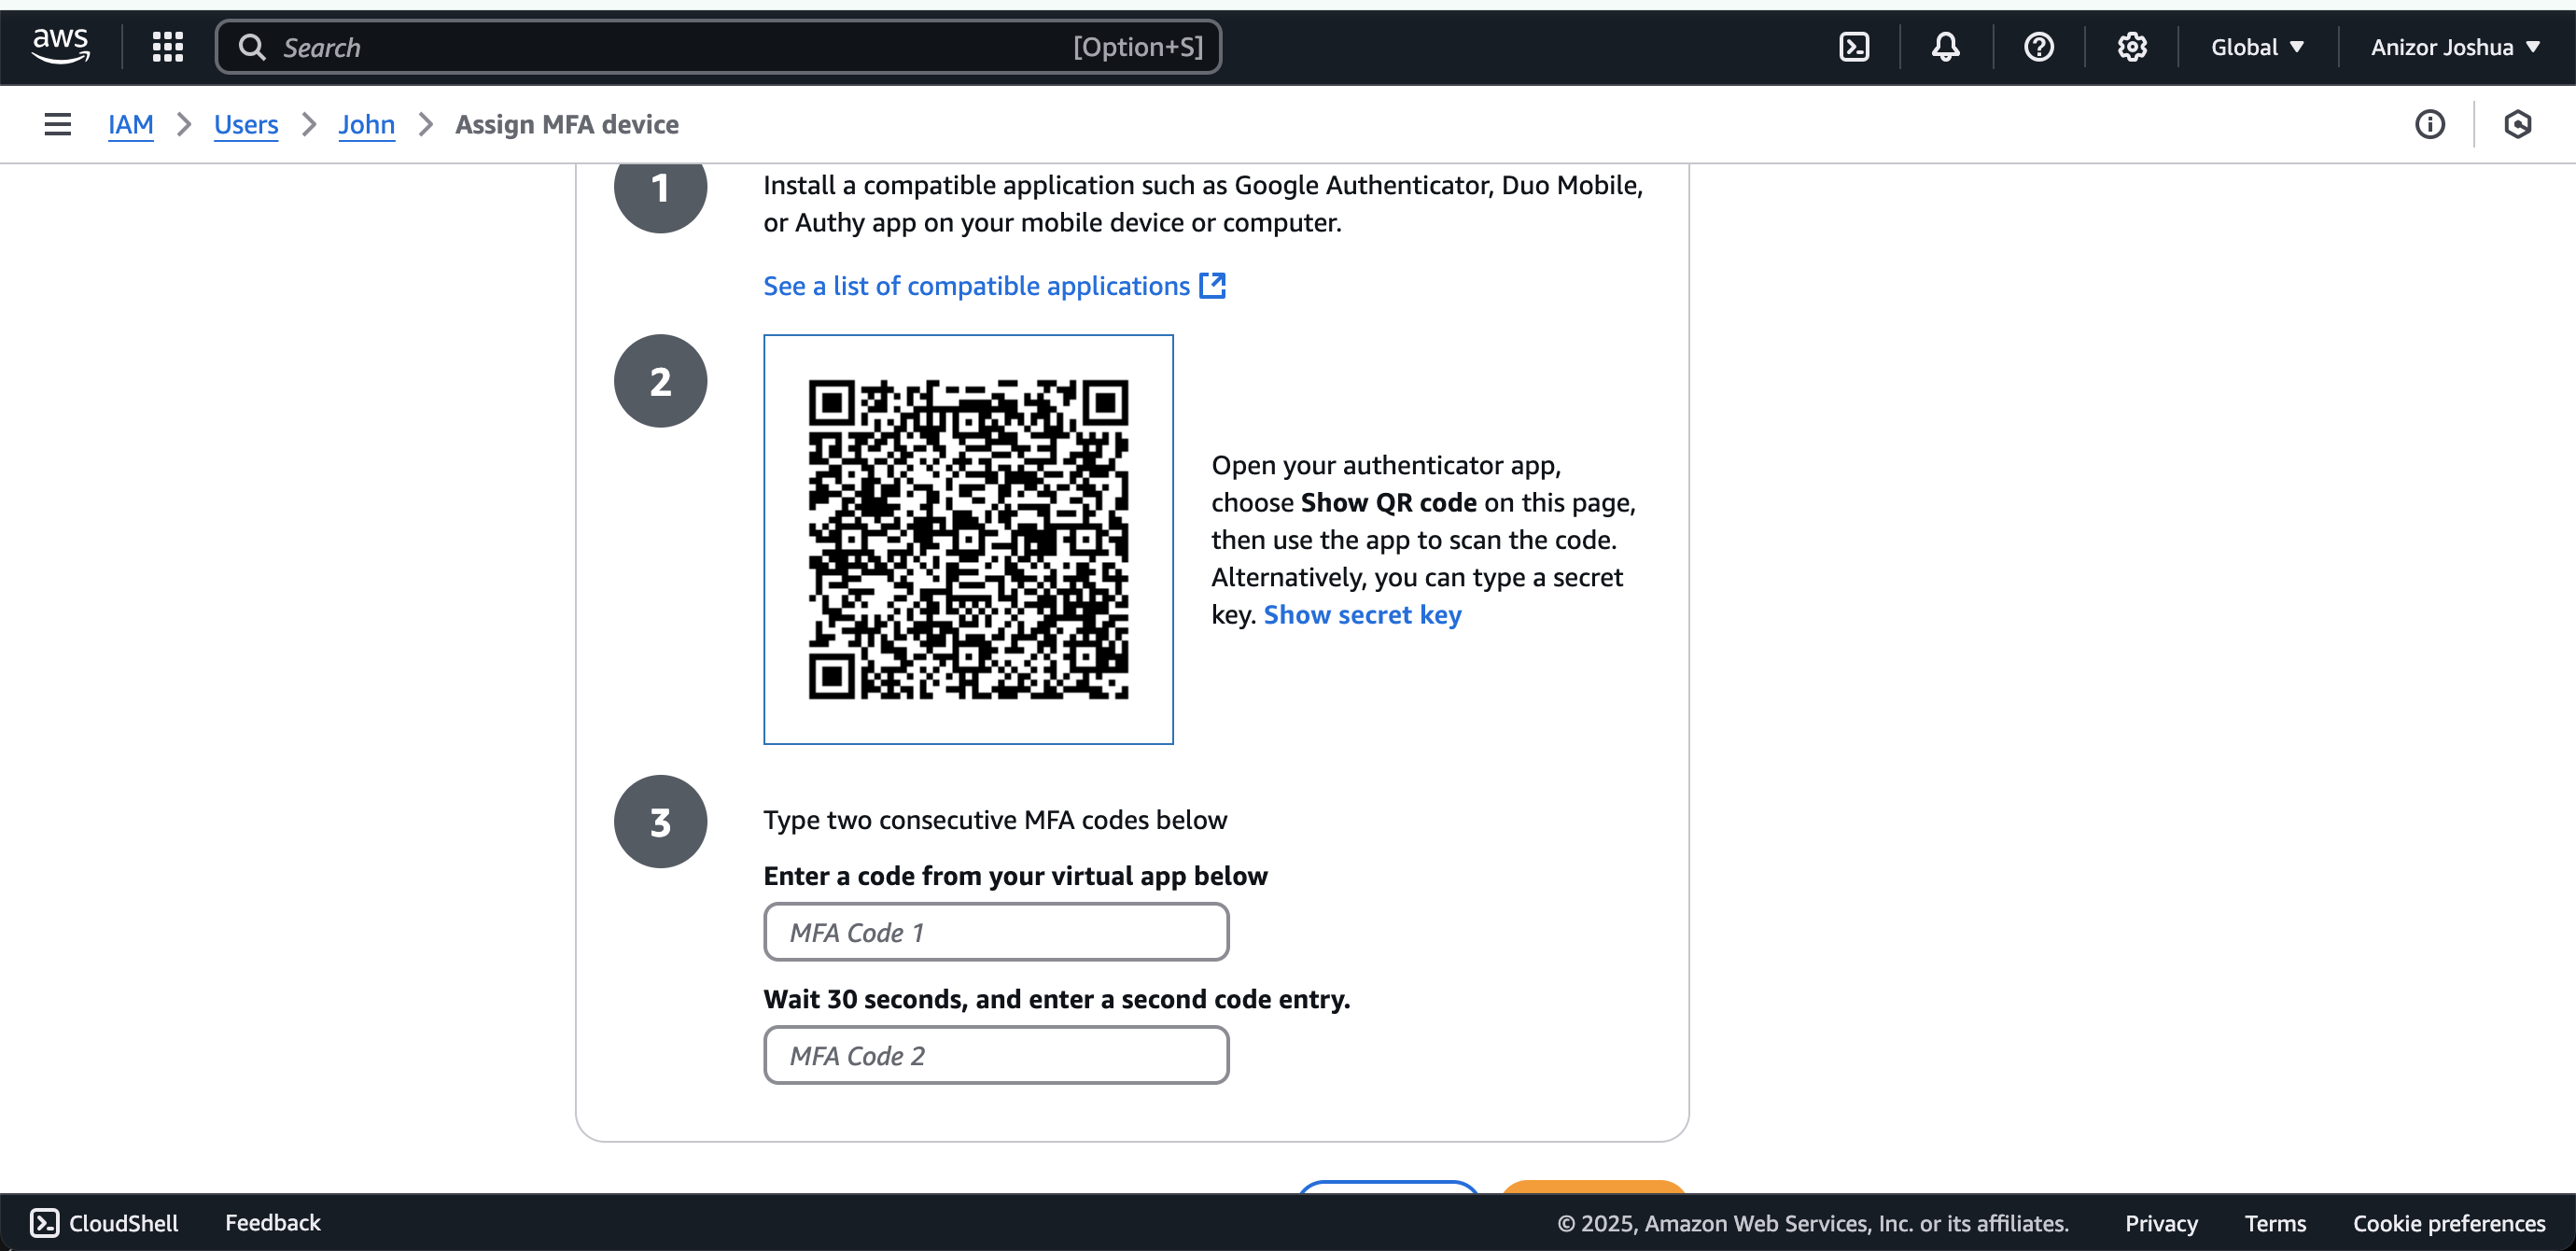 aws
Search [Option+S] Global Anizor Joshua
IAM Users John Assign MFA device
1
Install a compatible application such as Google Authenticator, Duo Mobile,
or Authy app on your mobile device or computer.
See a list of compatible applications
2
Open your authenticator app,
choose Show QR code on this page,
then use the app to scan the code.
Alternatively, you can type a secret
key. Show secret key
3
Type two consecutive MFA codes below
Enter a code from your virtual app below
MFA Code 1
Wait 30 seconds, and enter a second code entry.
MFA Code 2
CloudShell Feedback © 2025, Amazon Web Services, Inc. or its affiliates. Privacy Terms Cookie preferences